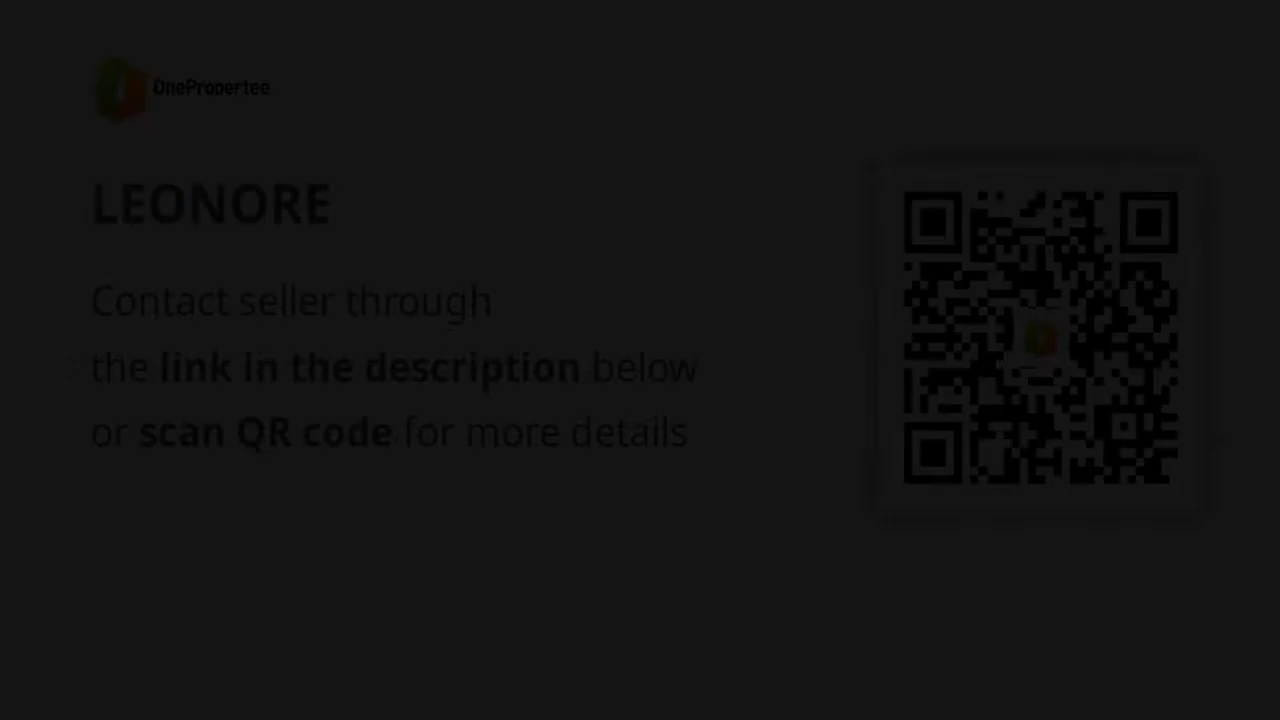 OnePropertee
LEONORE
Contact seller through
the link in the description below
or scan QR code for more details